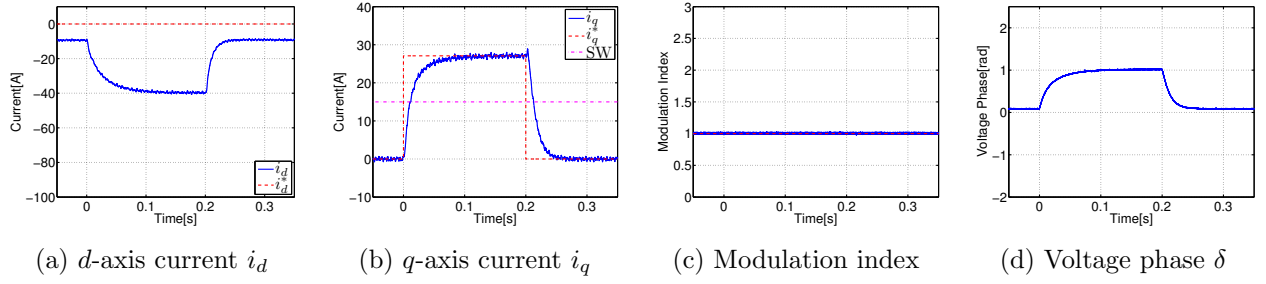 10
0
−20
−40
−60
−80
−100
0
0.1
0.2
0.3
Current[A]
Time[s]
i_d
i_d^*
(a) d-axis current i_d
40
30
20
10
0
−10
0
0.1
0.2
0.3
Current[A]
Time[s]
i_q
i_q^*
SW
(b) q-axis current i_q
3
2.5
2
1.5
1
0.5
0
0
0.1
0.2
0.3
Modulation Index
Time[s]
(c) Modulation index
2
1
0
−1
−2
0
0.1
0.2
0.3
Voltage Phase[rad]
Time[s]
(d) Voltage phase δ